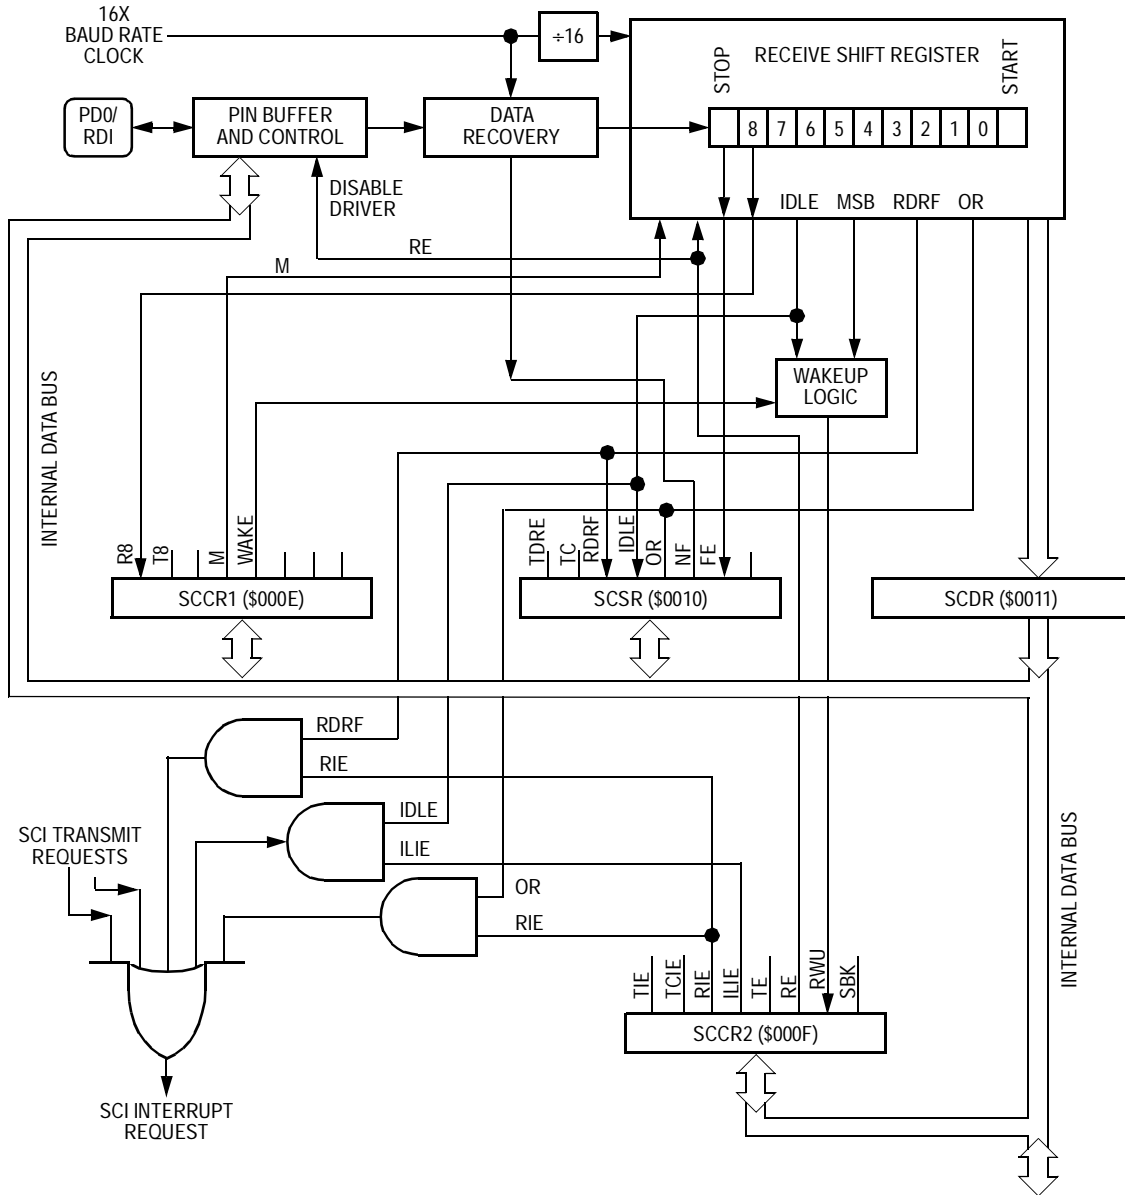 16X
BAUD RATE
CLOCK
÷16
RECEIVE SHIFT REGISTER
STOP
START
PD0/
RDI
PIN BUFFER
AND CONTROL
DATA
RECOVERY
8 7 6 5 4 3 2 1 0
DISABLE
DRIVER
IDLE MSB RDRF OR
RE
M
WAKEUP
LOGIC
INTERNAL DATA BUS
R8 T8 M WAKE
TDRE TC RDRF IDLE OR NF FE
SCCR1 ($000E)
SCSR ($0010)
SCDR ($0011)
RDRF
RIE
IDLE
ILIE
SCI TRANSMIT
REQUESTS
OR
RIE
INTERNAL DATA BUS
TIE TCIE RIE ILIE TE RE RWU SBK
SCCR2 ($000F)
SCI INTERRUPT
REQUEST